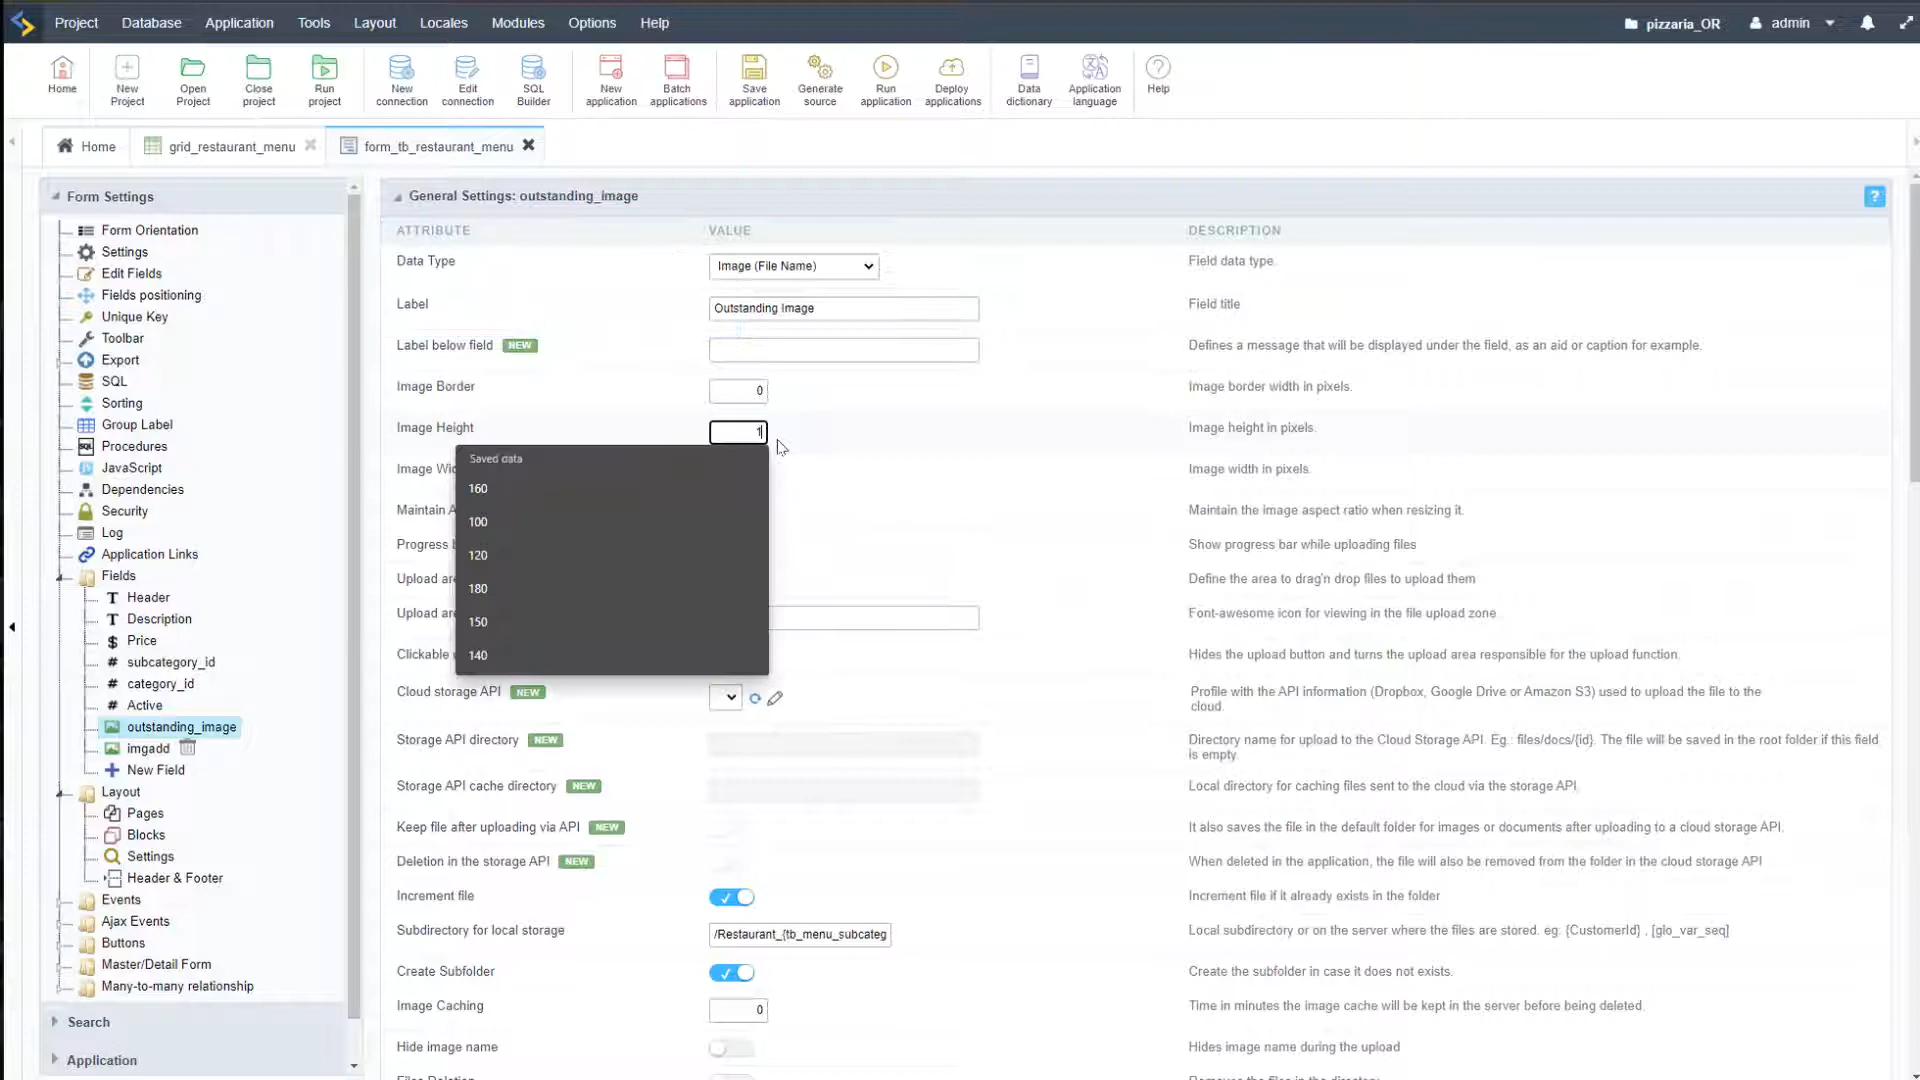 Project Database Application Tools Layout Locales Modules Options Help pizzaria_OR admin
Home
New Project
Open Project
Close project
Run project
New connection
Edit connection
SQL Builder
New application
Batch applications
Save application
Generate source
Run application
Deploy applications
Data dictionary
Application language
Help
Home grid_restaurant_menu form_tb_restaurant_menu
Form Settings
Form Orientation
Settings
Edit Fields
Fields positioning
Unique Key
Toolbar
Export
SQL
Sorting
Group Label
Procedures
JavaScript
Dependencies
Security
Log
Application Links
Fields
Header
Description
Price
subcategory_id
category_id
Active
outstanding_image
imgadd
New Field
Layout
Pages
Blocks
Settings
Header & Footer
Events
Ajax Events
Buttons
Master/Detail Form
Many-to-many relationship
Search
Application
General Settings: outstanding_image ?
ATTRIBUTE VALUE DESCRIPTION
Data Type Image (File Name) Field data type.
Label Outstanding Image Field title
Label below field NEW Defines a message that will be displayed under the field, as an aid or caption for example.
Image Border 0 Image border width in pixels.
Image Height 1 Image height in pixels.
Saved data
160
100
120
180
150
140
Image Wi Image width in pixels.
Maintain A Maintain the image aspect ratio when resizing it.
Progress b Show progress bar while uploading files
Upload are Define the area to drag'n drop files to upload them
Upload are Font-awesome icon for viewing in the file upload zone.
Clickable Hides the upload button and turns the upload area responsible for the upload function.
Cloud storage API NEW Profile with the API information (Dropbox, Google Drive or Amazon S3) used to upload the file to the
cloud.
Storage API directory NEW Directory name for upload to the Cloud Storage API. Eg.: files/docs/{id}. The file will be saved in the root folder if this field
is empty.
Storage API cache directory NEW Local directory for caching files sent to the cloud via the storage API.
Keep file after uploading via API NEW It also saves the file in the default folder for images or documents after uploading to a cloud storage API.
Deletion in the storage API NEW When deleted in the application, the file will also be removed from the folder in the cloud storage API
Increment file Increment file if it already exists in the folder
Subdirectory for local storage /Restaurant_{tb_menu_subcateg Local subdirectory or on the server where the files are stored. eg: {CustomerId} , [glo_var_seq]
Create Subfolder Create the subfolder in case it does not exists.
Image Caching 0 Time in minutes the image cache will be kept in the server before being deleted.
Hide image name Hides image name during the upload